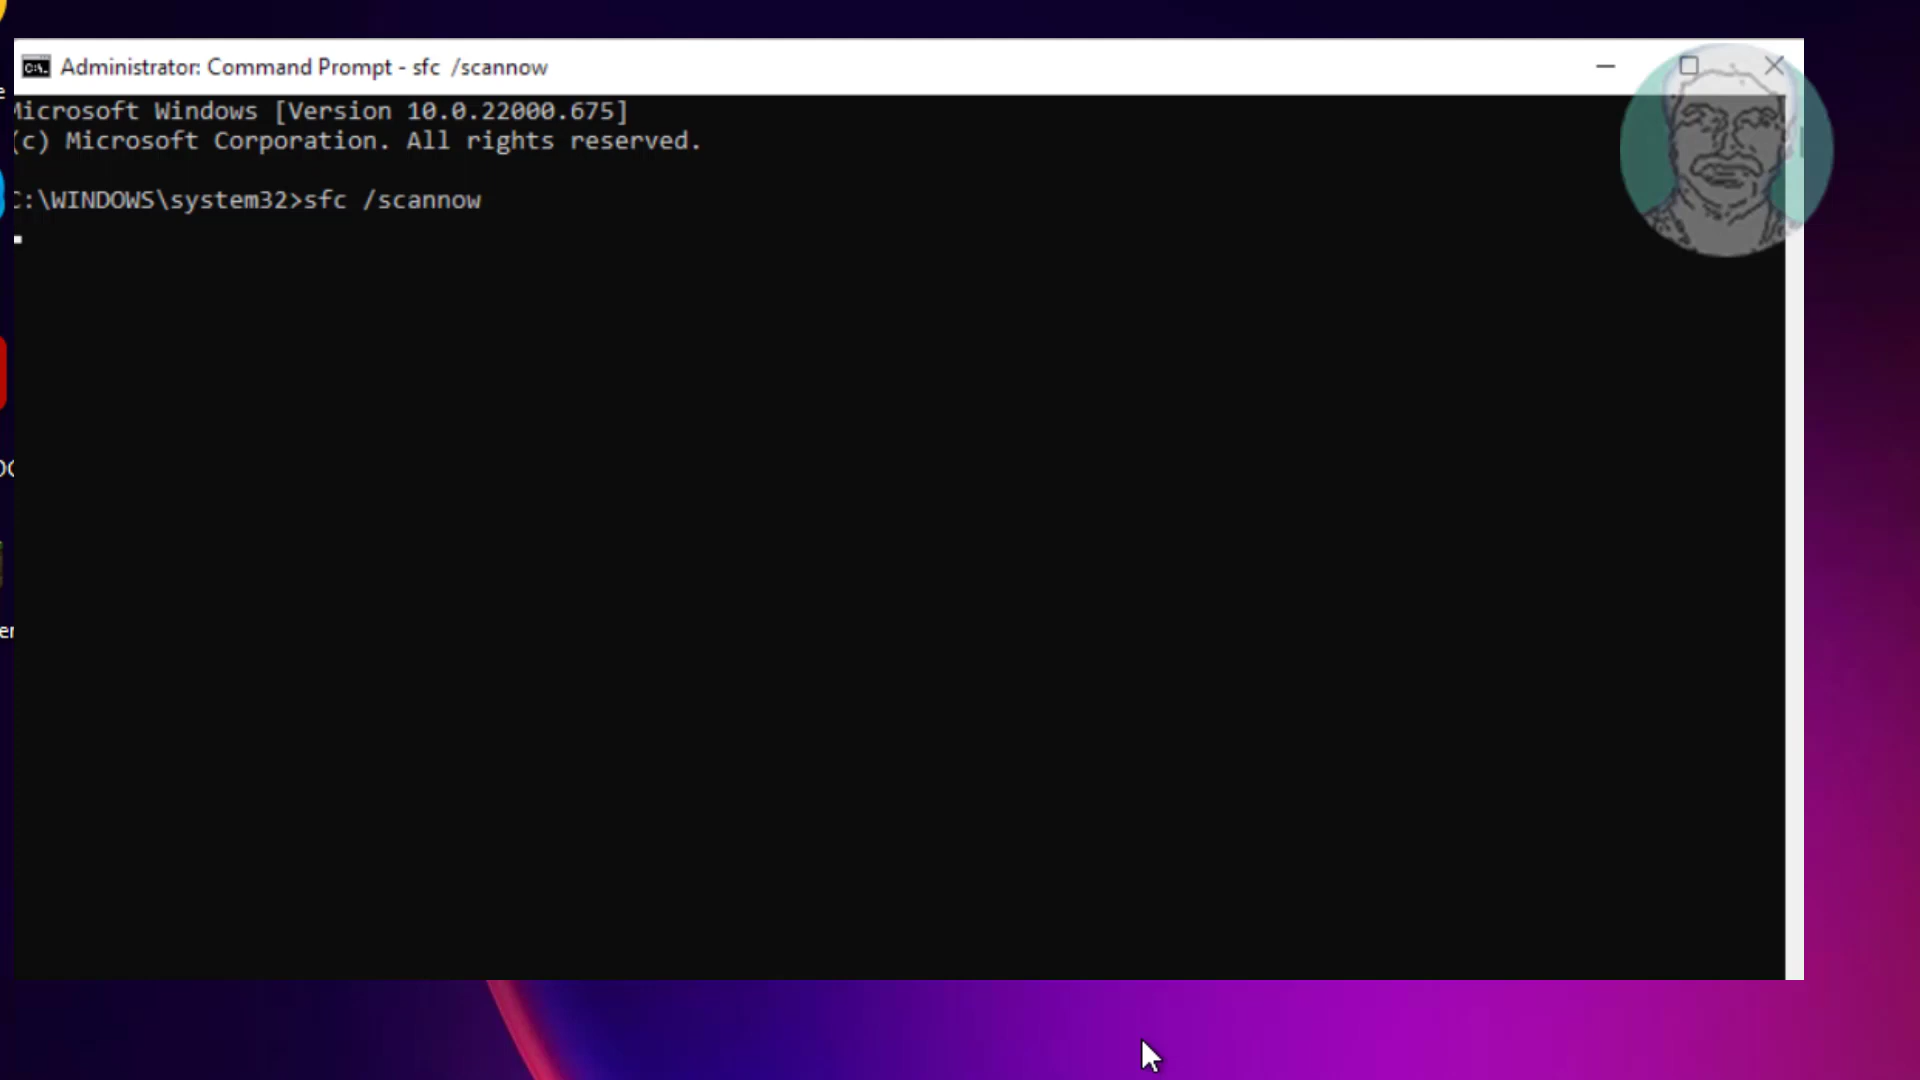 Administrator: Command Prompt - sfc /scannow
Microsoft Windows [Version 10.0.22000.675]
(c) Microsoft Corporation. All rights reserved.
C:\WINDOWS\system32>sfc /scannow